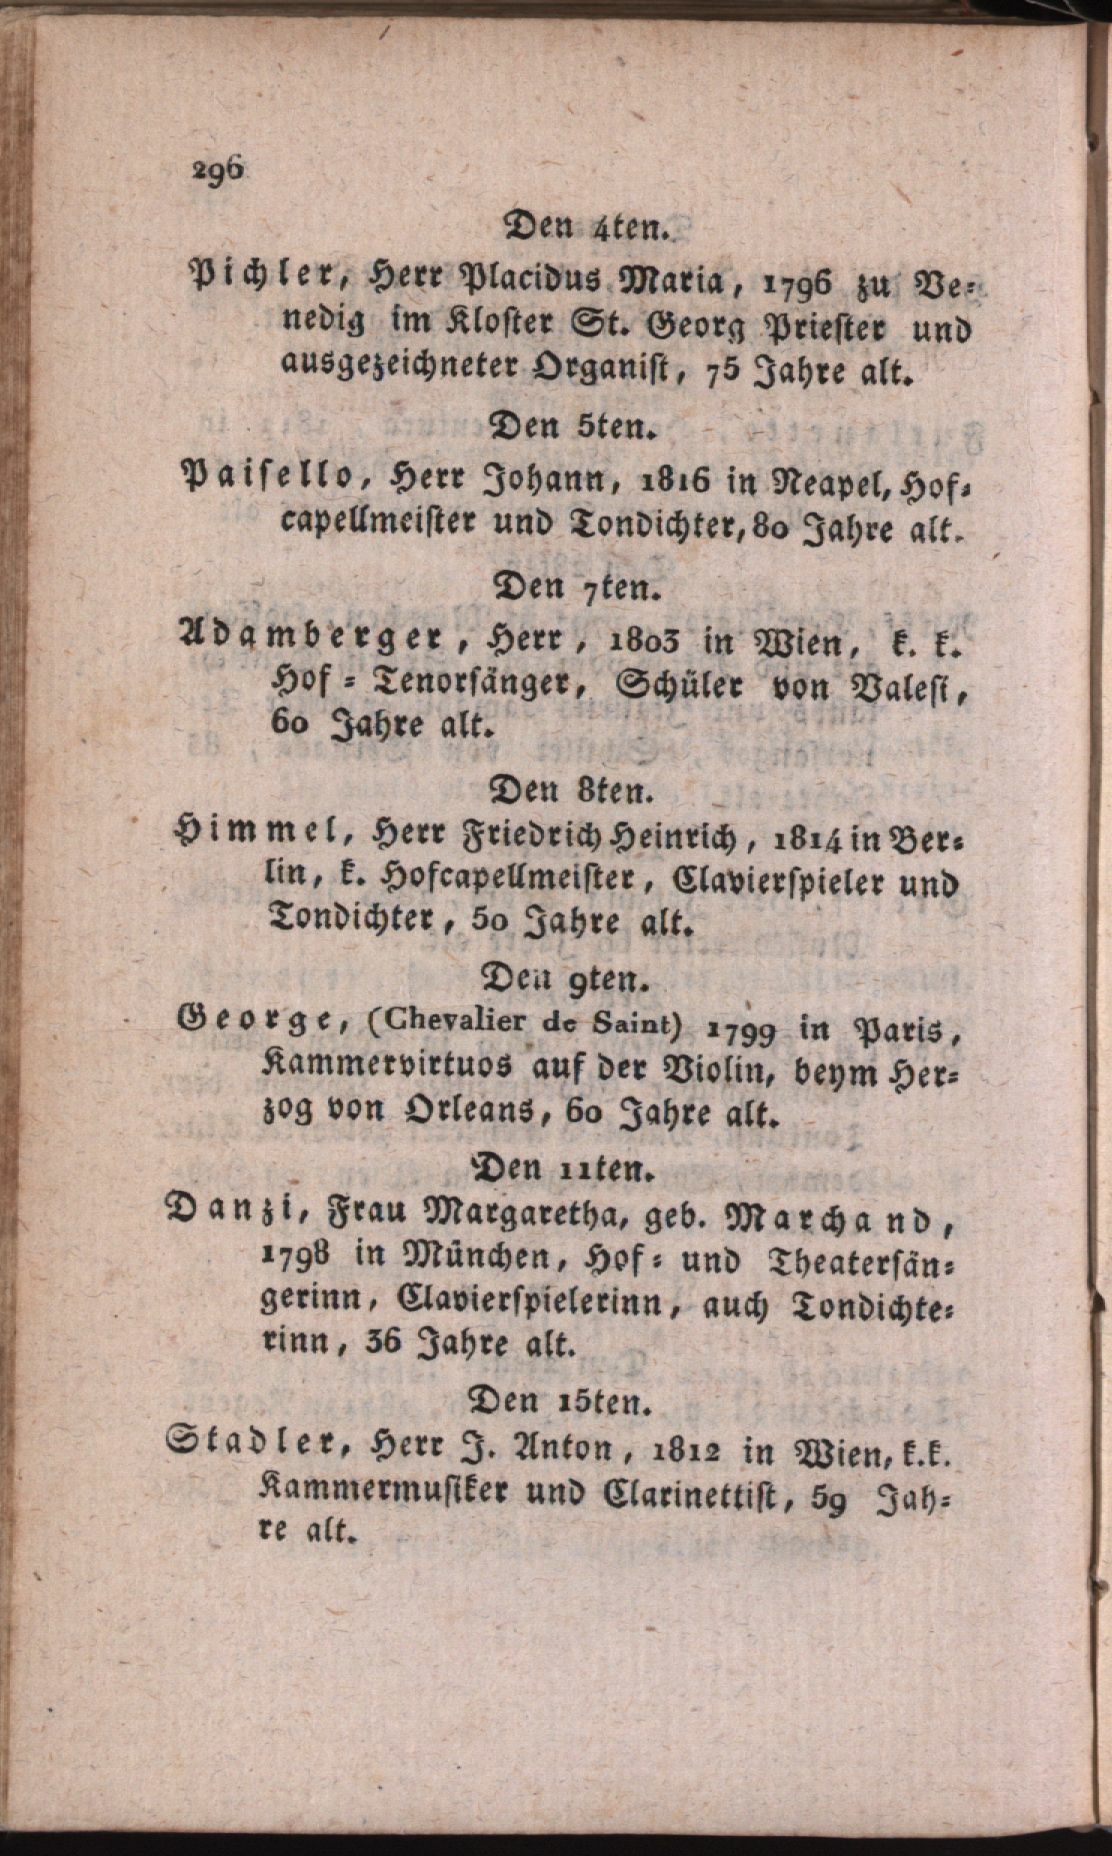 296
Den 4ten.
Pichler, Herr Placidus Maria, 1796 zu Ve-
nedig im Kloster St. Georg Priester und
ausgezeichneter Organist, 75 Jahre alt.
Den 5ten.
Paisello, Herr Johann, 1816 in Neapel, Hof-
capellmeister und Tondichter, 80 Jahre alt.
Den 7ten.
Adamberger, Herr, 1803 in Wien, k. k.
Hof-Tenorsänger, Schüler von Valesi,
60 Jahre alt.
Den 8ten.
Himmel, Herr Friedrich Heinrich, 1814 in Ber-
lin, k. Hofcapellmeister, Clavierspieler und
Tondichter, 50 Jahre alt.
Den 9ten.
George, (Chevalier de Saint) 1799 in Paris,
Kammervirtuos auf der Violin, beym Her-
zog von Orleans, 60 Jahre alt.
Den 11ten.
Danzi, Frau Margaretha, geb. Marchand,
1798 in München, Hof- und Theatersän-
gerinn, Clavierspielerinn, auch Tondichte-
rinn, 36 Jahre alt.
Den 15ten.
Stadler, Herr J. Anton, 1812 in Wien, k.k.
Kammermusiker und Clarinettist, 59 Jah-
re alt.